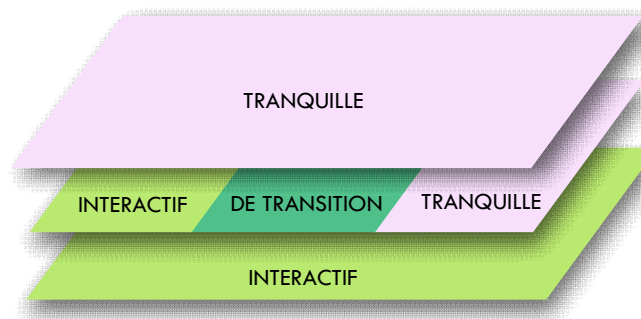 TRANQUILLE
INTERACTIF DE TRANSITION TRANQUILLE
INTERACTIF